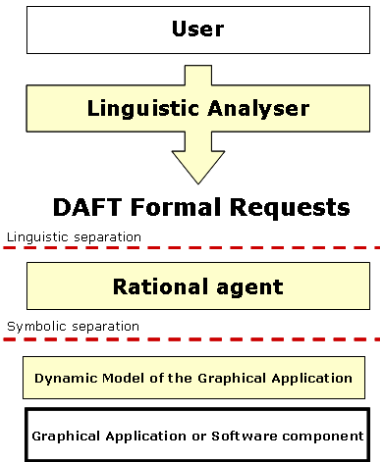 User
Linguistic Analyser
DAFT Formal Requests
Linguistic separation
Rational agent
Symbolic separation
Dynamic Model of the Graphical Application
Graphical Application or Software component